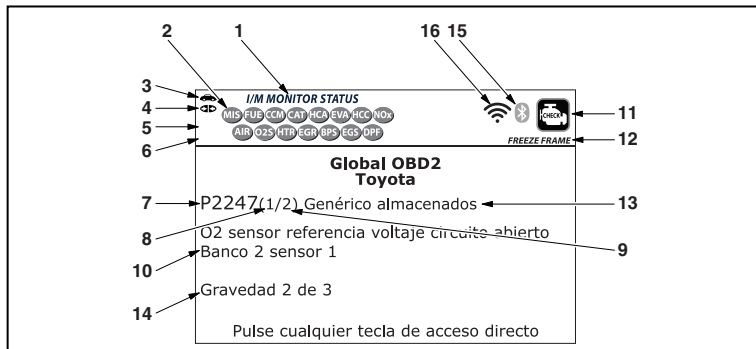 2 1 16 15
3 I/M MONITOR STATUS
4 MIS FUE CCM CAT HCA EVA HCC NOx CHECK 11
5 AIR O2S HTR EGR BPS EGS DPF
6 FREEZE FRAME 12
Global OBD2
Toyota
7 P2247(1/2) Genérico almacenados 13
8 O2 sensor referencia voltaje circuito abierto 9
10 Banco 2 sensor 1
14 Gravedad 2 de 3
Pulse cualquier tecla de acceso directo